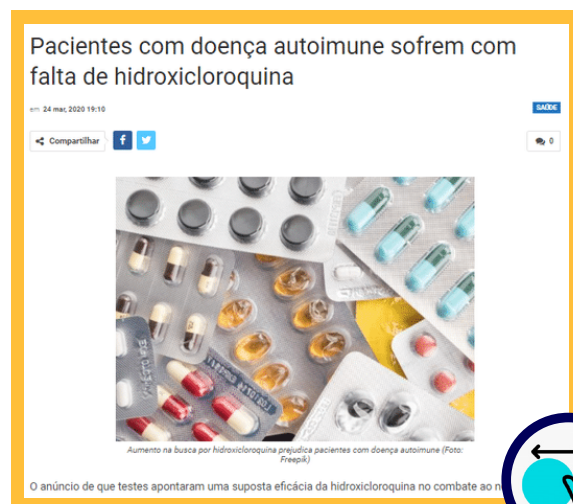 Pacientes com doença autoimune sofrem com
falta de hidroxicloroquina
em 24 mar, 2020 19:10
SAÚDE
Compartilhar
0
Aumento na busca por hidroxicloroquina prejudica pacientes com doença autoimune (Foto:
Freepik)
O anúncio de que testes apontaram uma suposta eficácia da hidroxicloroquina no combate ao